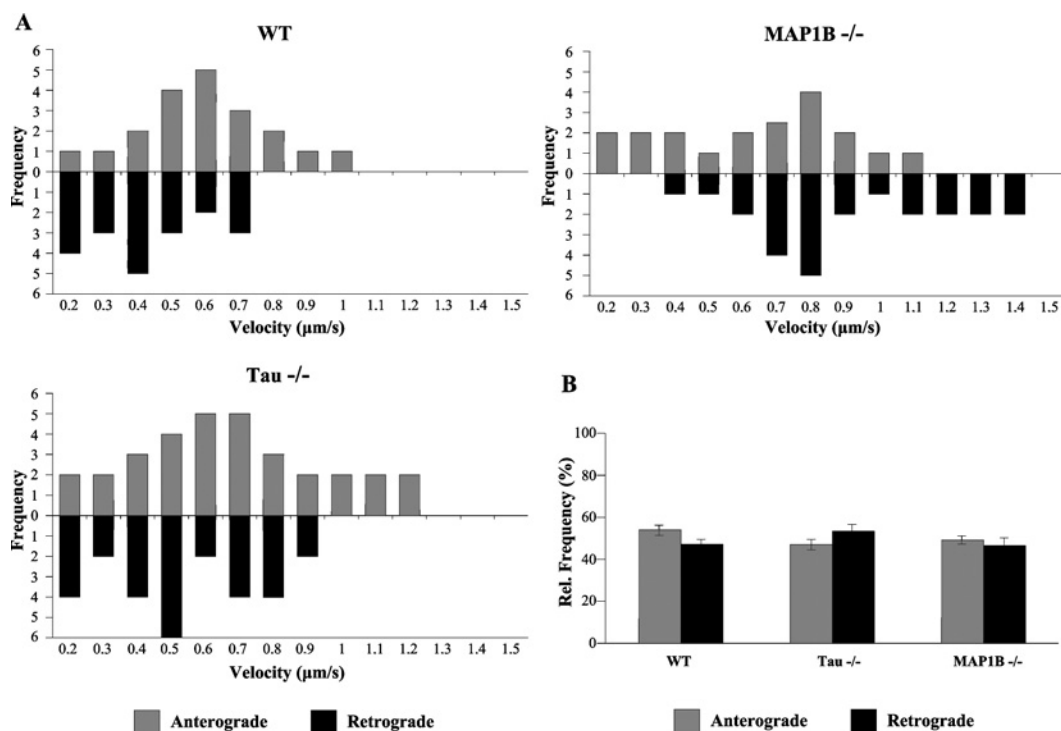 A
WT
6
5
4
3
2
1
0
1
2
3
4
5
6
Frequency
0.2 0.3 0.4 0.5 0.6 0.7 0.8 0.9 1 1.1 1.2 1.3 1.4 1.5
Velocity (µm/s)
MAP1B -/-
6
5
4
3
2
1
0
1
2
3
4
5
6
Frequency
0.2 0.3 0.4 0.5 0.6 0.7 0.8 0.9 1 1.1 1.2 1.3 1.4 1.5
Velocity (µm/s)
Tau -/-
6
5
4
3
2
1
0
1
2
3
4
5
6
Frequency
0.2 0.3 0.4 0.5 0.6 0.7 0.8 0.9 1 1.1 1.2 1.3 1.4 1.5
Velocity (µm/s)
Anterograde Retrograde
B
100
80
60
40
20
0
Rel. Frequency (%)
WT Tau -/- MAP1B -/-
Anterograde Retrograde